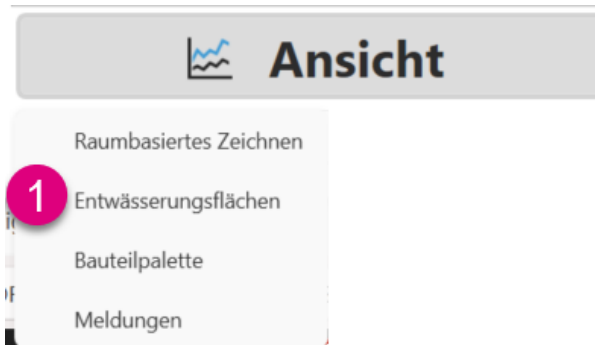 Ansicht
Raumbasiertes Zeichnen
1
Entwässerungsflächen
Bauteilpalette
Meldungen